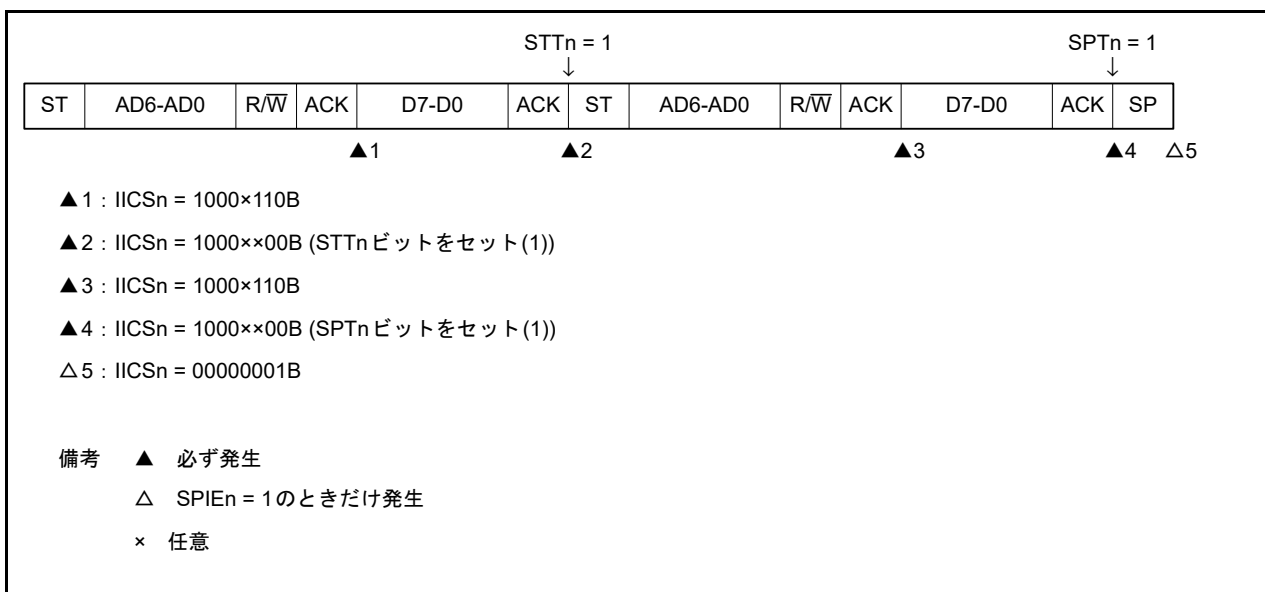 STTn = 1 SPTn = 1
↓ ↓
ST AD6-AD0 R/W̅ ACK D7-D0 ACK ST AD6-AD0 R/W̅ ACK D7-D0 ACK SP
▲1 ▲2 ▲3 ▲4 △5
▲1：IICSn = 1000×110B
▲2：IICSn = 1000××00B (STTnビットをセット(1))
▲3：IICSn = 1000×110B
▲4：IICSn = 1000××00B (SPTnビットをセット(1))
△5：IICSn = 00000001B
備考 ▲ 必ず発生
△ SPIEn = 1のときだけ発生
× 任意